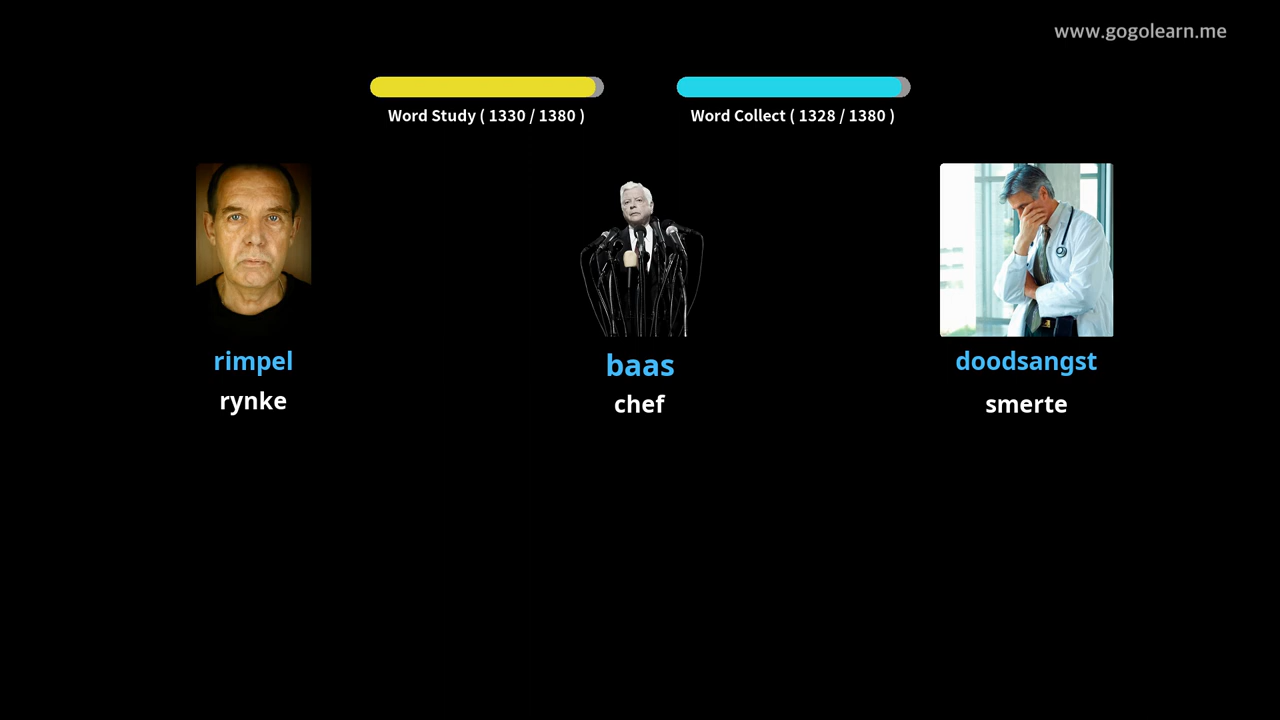 www.gogolearn.me
Word Study ( 1330 / 1380 )
Word Collect ( 1328 / 1380 )
rimpel
rynke
baas
chef
doodsangst
smerte